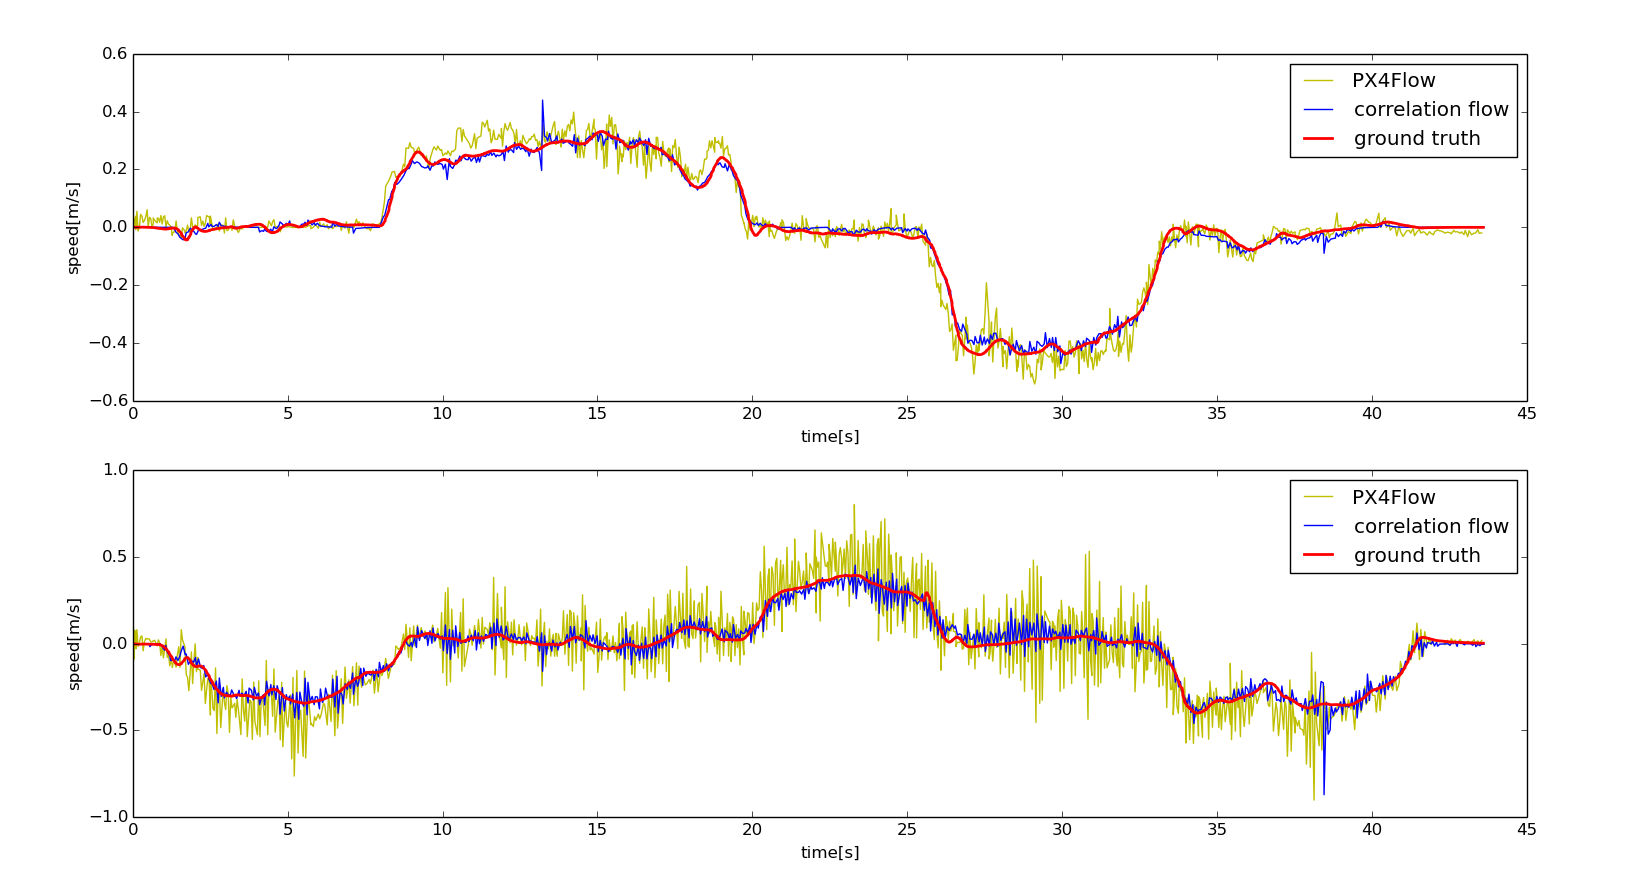 0.6
0.4
0.2
0.0
−0.2
−0.4
−0.6
speed[m/s]
0 5 10 15 20 25 30 35 40 45
time[s]
PX4Flow
correlation flow
ground truth
1.0
0.5
0.0
−0.5
−1.0
speed[m/s]
0 5 10 15 20 25 30 35 40 45
time[s]
PX4Flow
correlation flow
ground truth